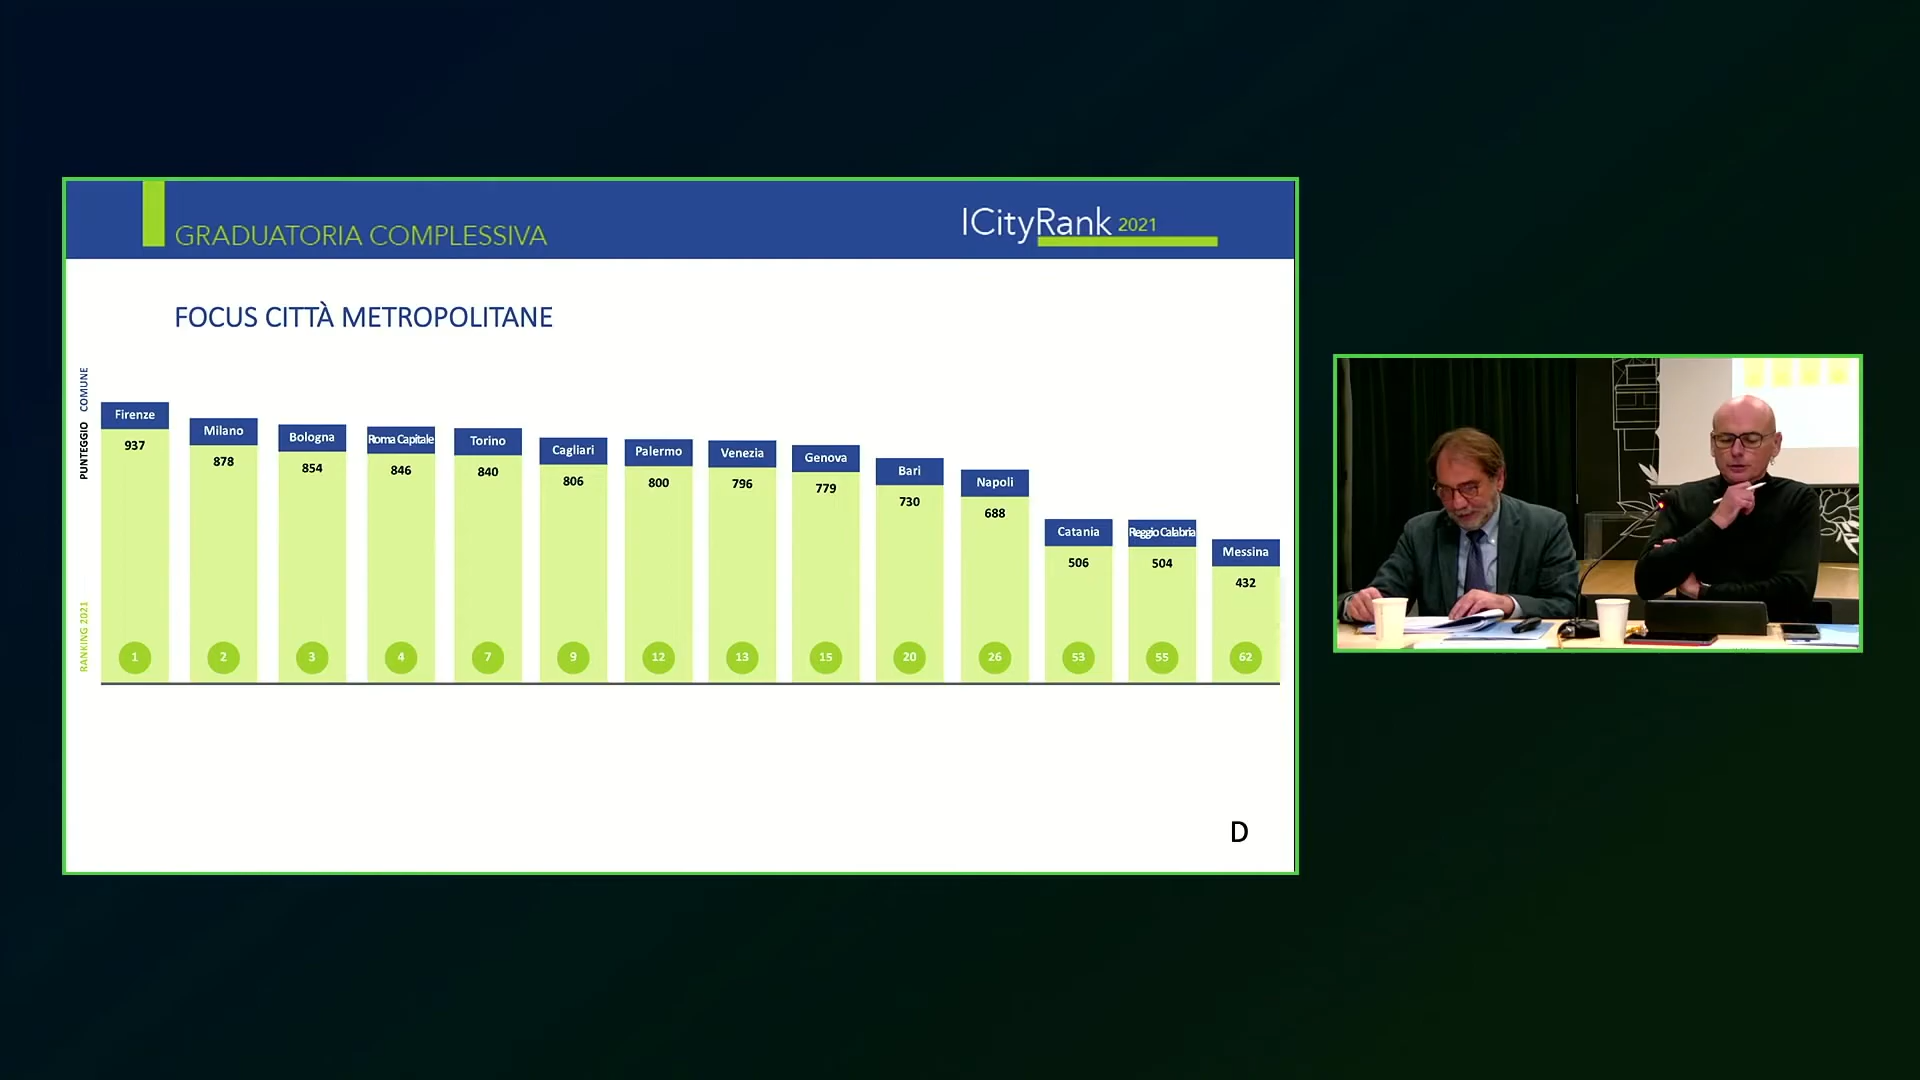 GRADUATORIA COMPLESSIVA
ICityRank 2021
FOCUS CITTÀ METROPOLITANE
COMUNE
PUNTEGGIO
RANKING 2021
Firenze
937
1
Milano
878
2
Bologna
854
3
Roma Capitale
846
4
Torino
840
7
Cagliari
806
9
Palermo
800
12
Venezia
796
13
Genova
779
15
Bari
730
20
Napoli
688
26
Catania
506
53
Reggio Calabria
504
55
Messina
432
62
D